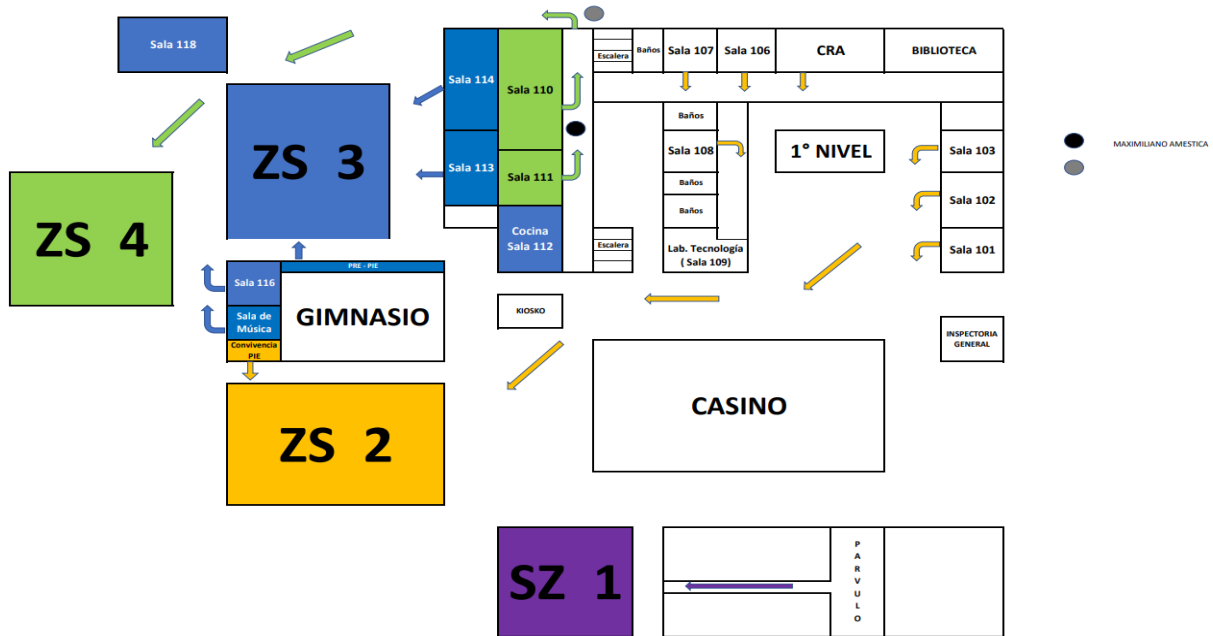 Sala 118
Escalera
Baños
Sala 107
Sala 106
CRA
BIBLIOTECA
Sala 114
Sala 110
Baños
ZS 3
Sala 108
1° NIVEL
Sala 103
MAXIMILIANO AMESTICA
Sala 113
Sala 111
Baños
Sala 102
ZS 4
Baños
Cocina
Sala 112
Escalera
Lab. Tecnología
( Sala 109)
Sala 101
PRE - PIE
Sala 116
GIMNASIO
KIOSKO
Sala de
Música
INSPECTORIA
GENERAL
Convivencia
PIE
CASINO
ZS 2
SZ 1
PARVULO